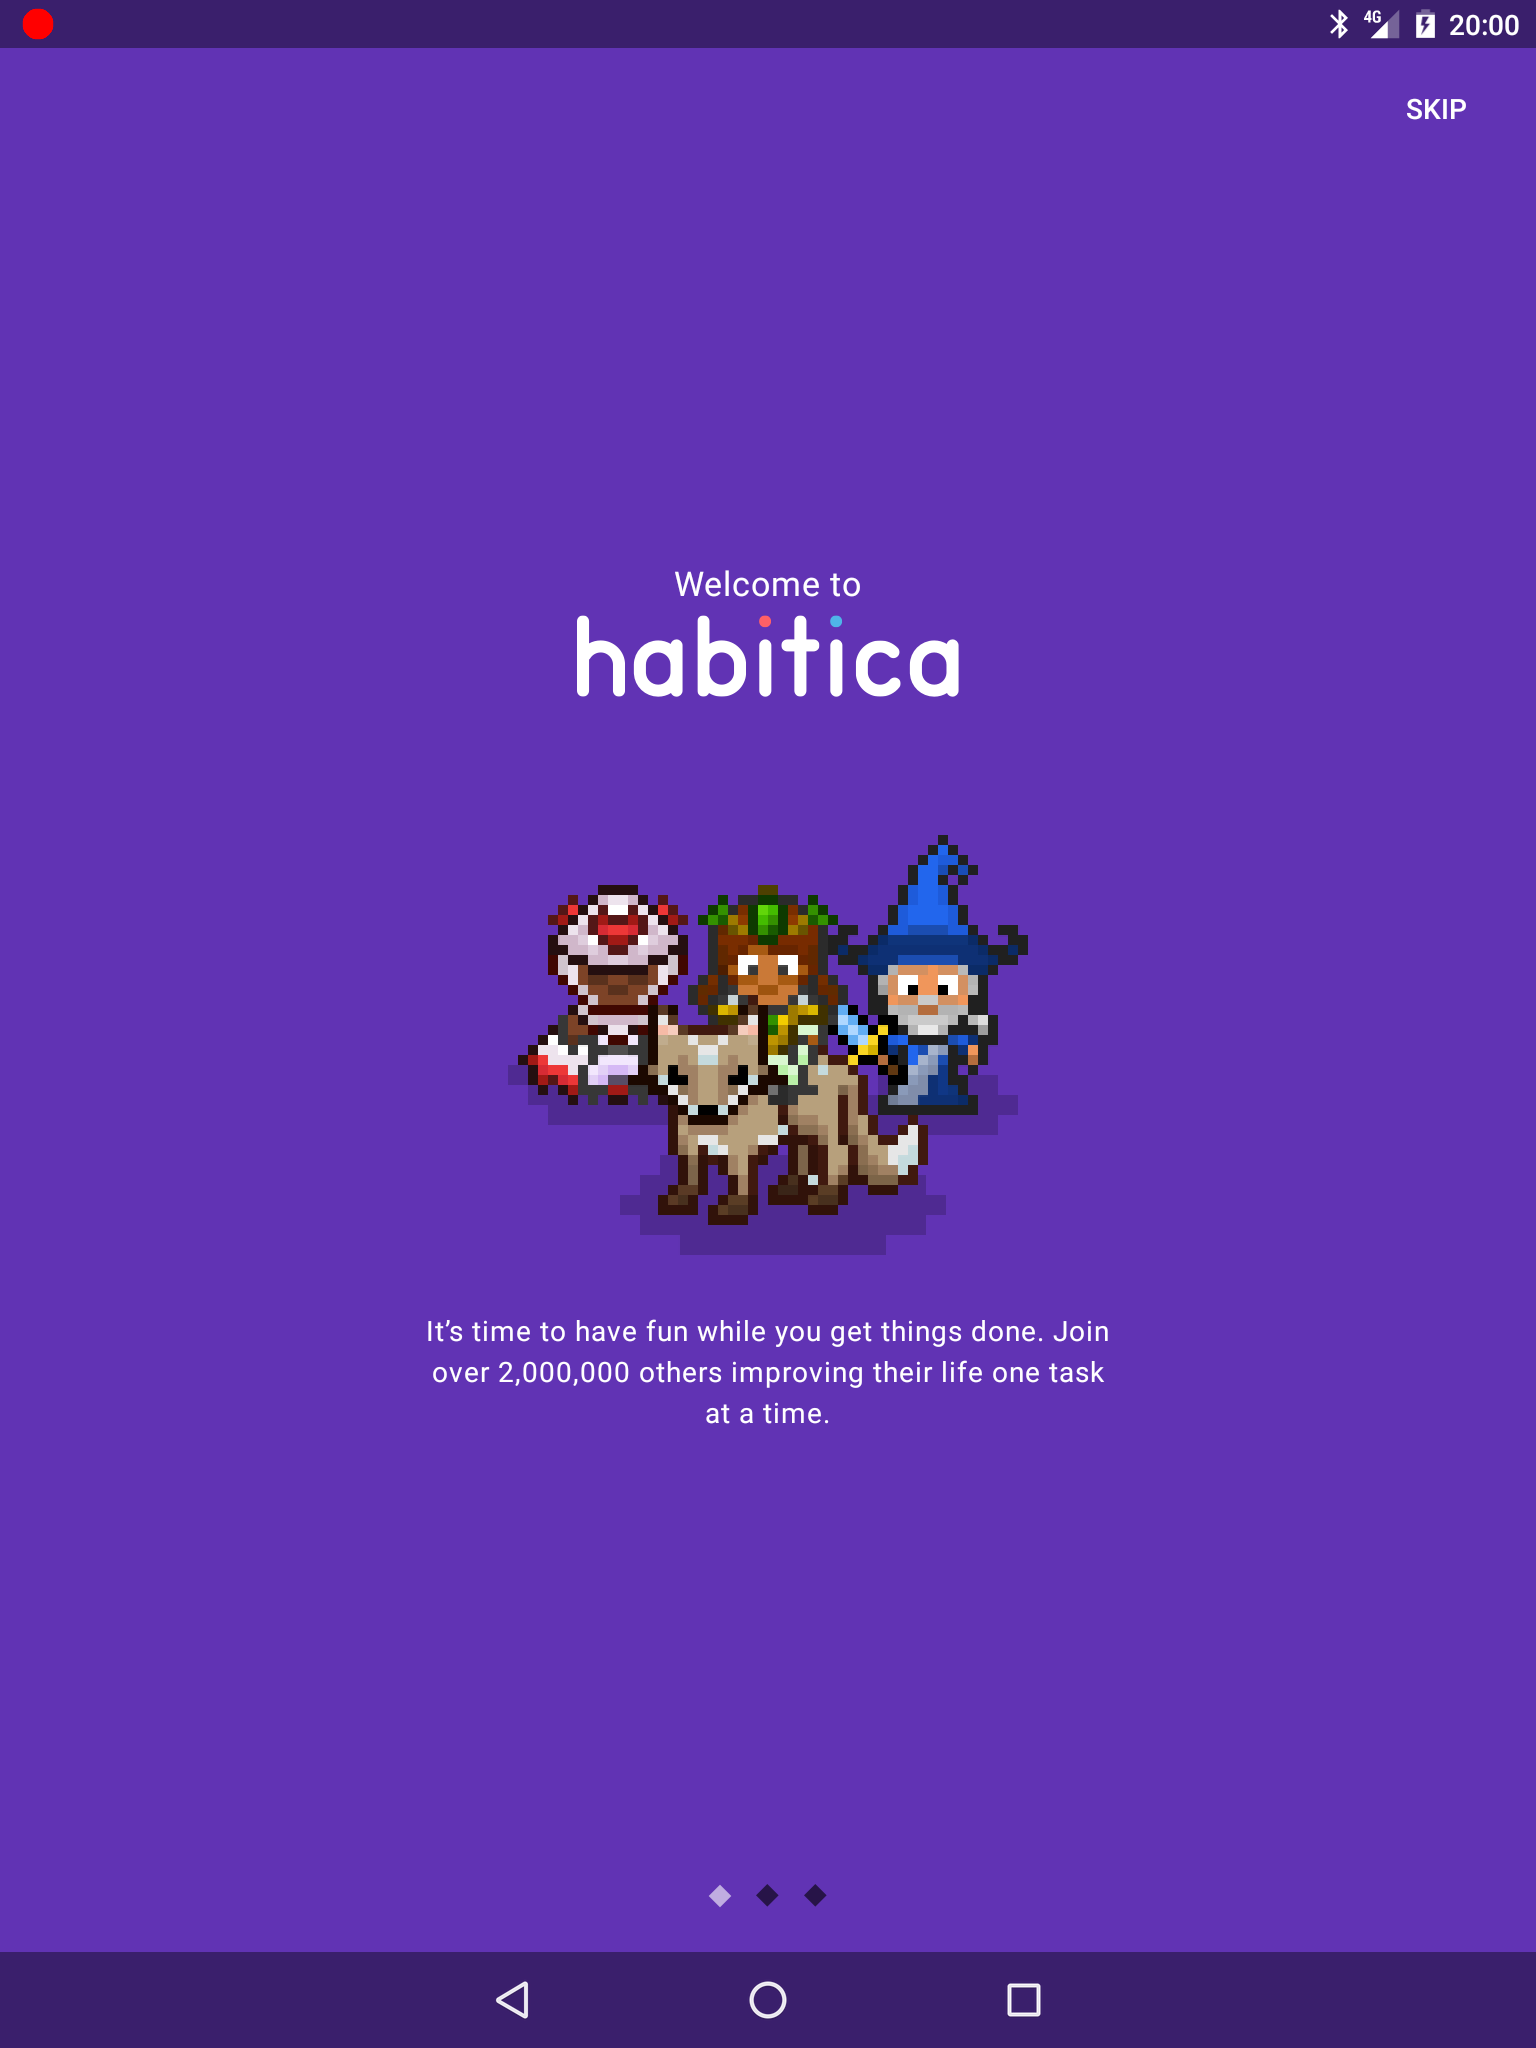 4G 20:00
SKIP
Welcome to
habitica
It’s time to have fun while you get things done. Join
over 2,000,000 others improving their life one task
at a time.